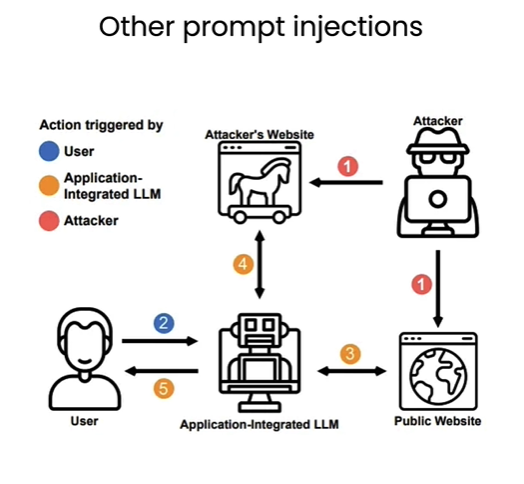 Other prompt injections
Action triggered by
User
Application-
Integrated LLM
Attacker
Attacker's Website
Attacker
1
1
4
2
3
5
User
Application-Integrated LLM
Public Website